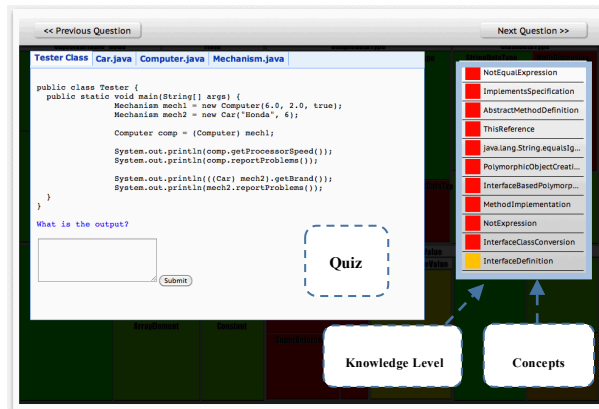 << Previous Question
Next Question >>
Tester Class Car.java Computer.java Mechanism.java
public class Tester {
public static void main(String[] args) {
Mechanism mech1 = new Computer(6.0, 2.0, true);
Mechanism mech2 = new Car("Honda", 6);
Computer comp = (Computer) mech1;
System.out.println(comp.getProcessorSpeed());
System.out.println(comp.reportProblems());
System.out.println(((Car) mech2).getBrand());
System.out.println(mech2.reportProblems());
}
}
What is the output?
Submit
Quiz
NotEqualExpression
ImplementsSpecification
AbstractMethodDefinition
ThisReference
java.lang.String.equalsIg...
PolymorphicObjectCreati...
InterfaceBasedPolymorp...
MethodImplementation
NotExpression
InterfaceClassConversion
InterfaceDefinition
ArrayElement Constant
Knowledge Level
Concepts